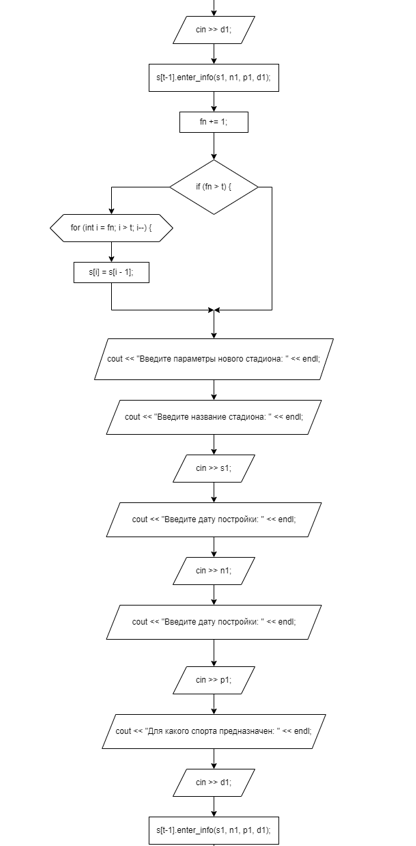 cin >> d1;
s[t-1].enter_info(s1, n1, p1, d1);
fn += 1;
if (fn > t) {
for (int i = fn; i > t; i--) {
s[i] = s[i - 1];
cout << "Введите параметры нового стадиона: " << endl;
cout << "Введите название стадиона: " << endl;
cin >> s1;
cout << "Введите дату постройки: " << endl;
cin >> n1;
cout << "Введите дату постройки: " << endl;
cin >> p1;
cout << "Для какого спорта предназначен: " << endl;
cin >> d1;
s[t-1].enter_info(s1, n1, p1, d1);